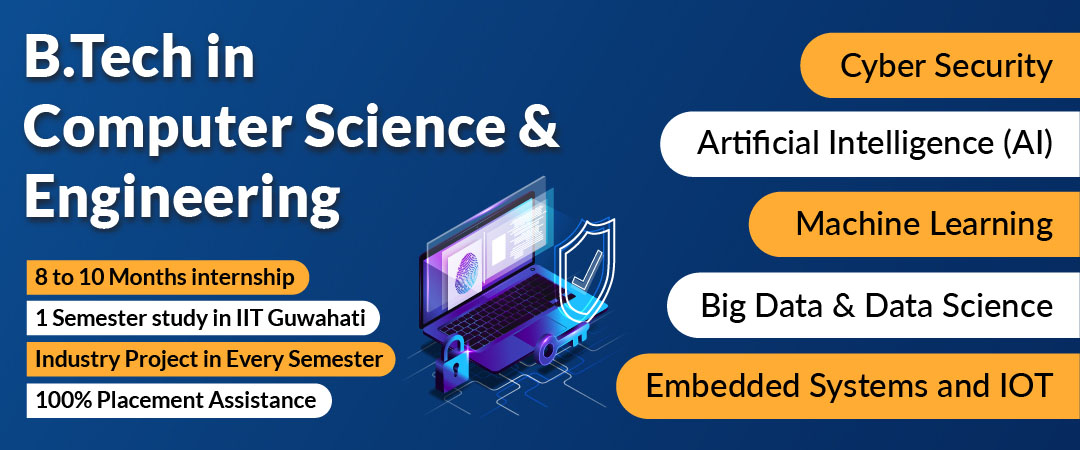 B.Tech in
Computer Science &
Engineering
8 to 10 Months internship
1 Semester study in IIT Guwahati
Industry Project in Every Semester
100% Placement Assistance
Cyber Security
Artificial Intelligence (AI)
Machine Learning
Big Data & Data Science
Embedded Systems and IOT